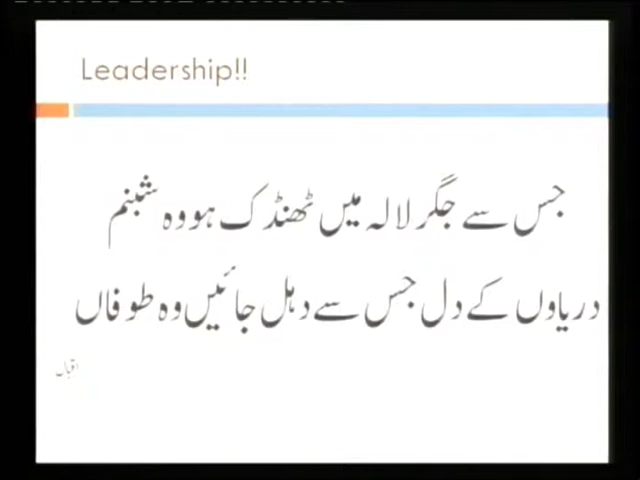 Leadership!!
جس سے جگر لالہ میں ٹھنڈک ہو وہ شبنم
دریاوں کے دل جس سے دہل جائیں وہ طوفاں
اقبال